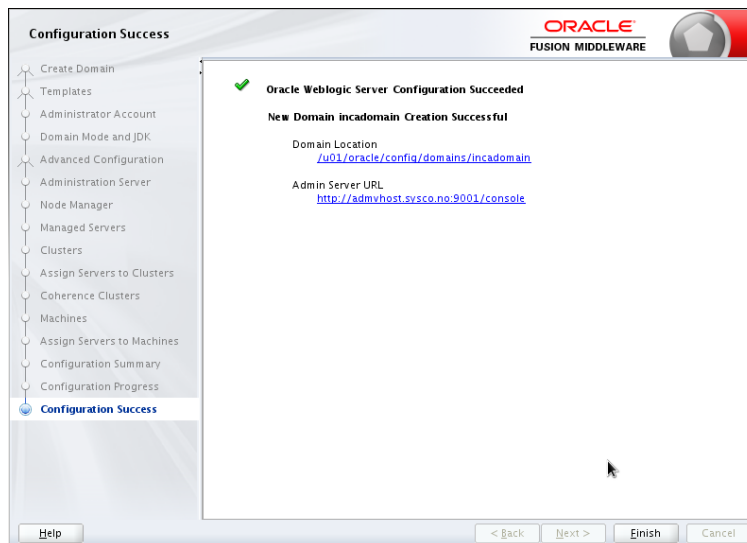 Configuration Success
ORACLE
FUSION MIDDLEWARE
Create Domain
Templates
Administrator Account
Domain Mode and JDK
Advanced Configuration
Administration Server
Node Manager
Managed Servers
Clusters
Assign Servers to Clusters
Coherence Clusters
Machines
Assign Servers to Machines
Configuration Summary
Configuration Progress
Configuration Success
Oracle Weblogic Server Configuration Succeeded
New Domain incadomain Creation Successful
Domain Location
/u01/oracle/config/domains/incadomain
Admin Server URL
http://admvhost.sysco.no:9001/console
Help
< Back
Next >
Finish
Cancel